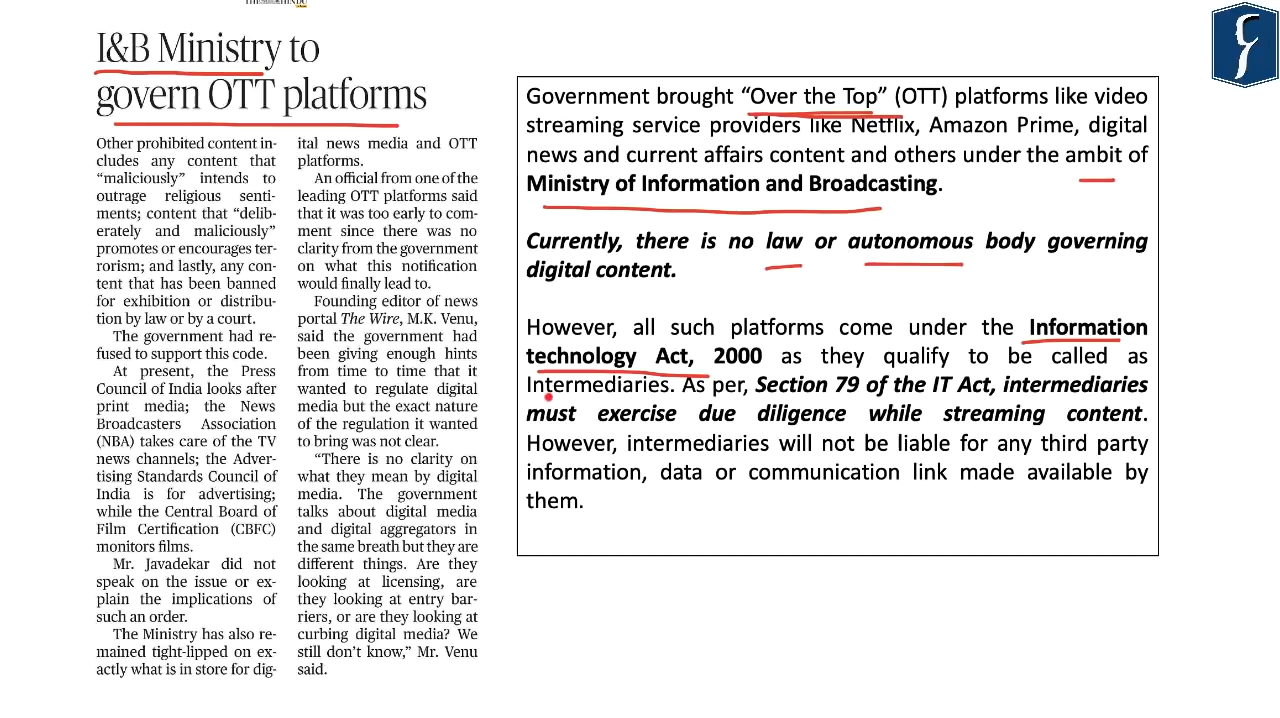 THE HINDU
I&B Ministry to
govern OTT platforms
Other prohibited content in-
cludes any content that
“maliciously” intends to
outrage religious senti-
ments; content that “delib-
erately and maliciously”
promotes or encourages ter-
rorism; and lastly, any con-
tent that has been banned
for exhibition or distribu-
tion by law or by a court.
The government had re-
fused to support this code.
At present, the Press
Council of India looks after
print media; the News
Broadcasters Association
(NBA) takes care of the TV
news channels; the Adver-
tising Standards Council of
India is for advertising;
while the Central Board of
Film Certification (CBFC)
monitors films.
Mr. Javadekar did not
speak on the issue or ex-
plain the implications of
such an order.
The Ministry has also re-
mained tight-lipped on ex-
actly what is in store for dig-
ital news media and OTT
platforms.
An official from one of the
leading OTT platforms said
that it was too early to com-
ment since there was no
clarity from the government
on what this notification
would finally lead to.
Founding editor of news
portal The Wire, M.K. Venu,
said the government had
been giving enough hints
from time to time that it
wanted to regulate digital
media but the exact nature
of the regulation it wanted
to bring was not clear.
“There is no clarity on
what they mean by digital
media. The government
talks about digital media
and digital aggregators in
the same breath but they are
different things. Are they
looking at licensing, are
they looking at entry bar-
riers, or are they looking at
curbing digital media? We
still don’t know,” Mr. Venu
said.
Government brought “Over the Top” (OTT) platforms like video
streaming service providers like Netflix, Amazon Prime, digital
news and current affairs content and others under the ambit of
Ministry of Information and Broadcasting.
Currently, there is no law or autonomous body governing
digital content.
However, all such platforms come under the Information
technology Act, 2000 as they qualify to be called as
Intermediaries. As per, Section 79 of the IT Act, intermediaries
must exercise due diligence while streaming content.
However, intermediaries will not be liable for any third party
information, data or communication link made available by
them.